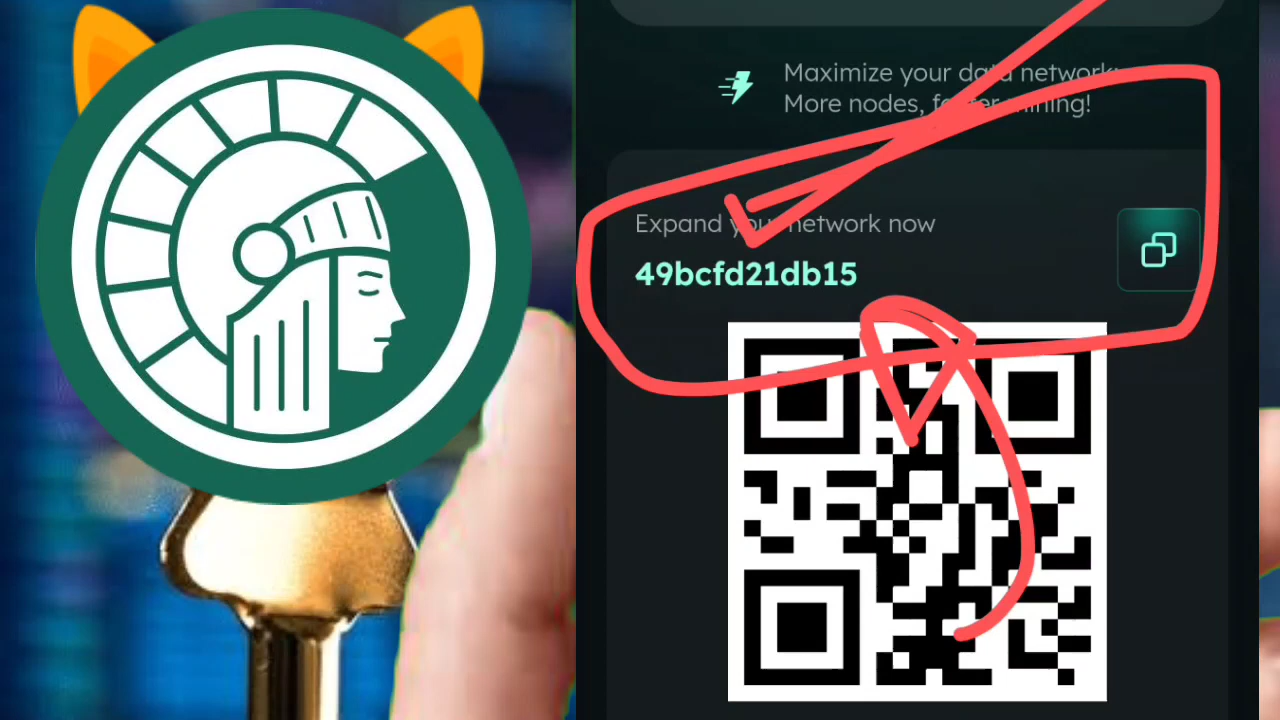 Maximize your data network:
More nodes, faster mining!
Expand your network now
49bcfd21db15